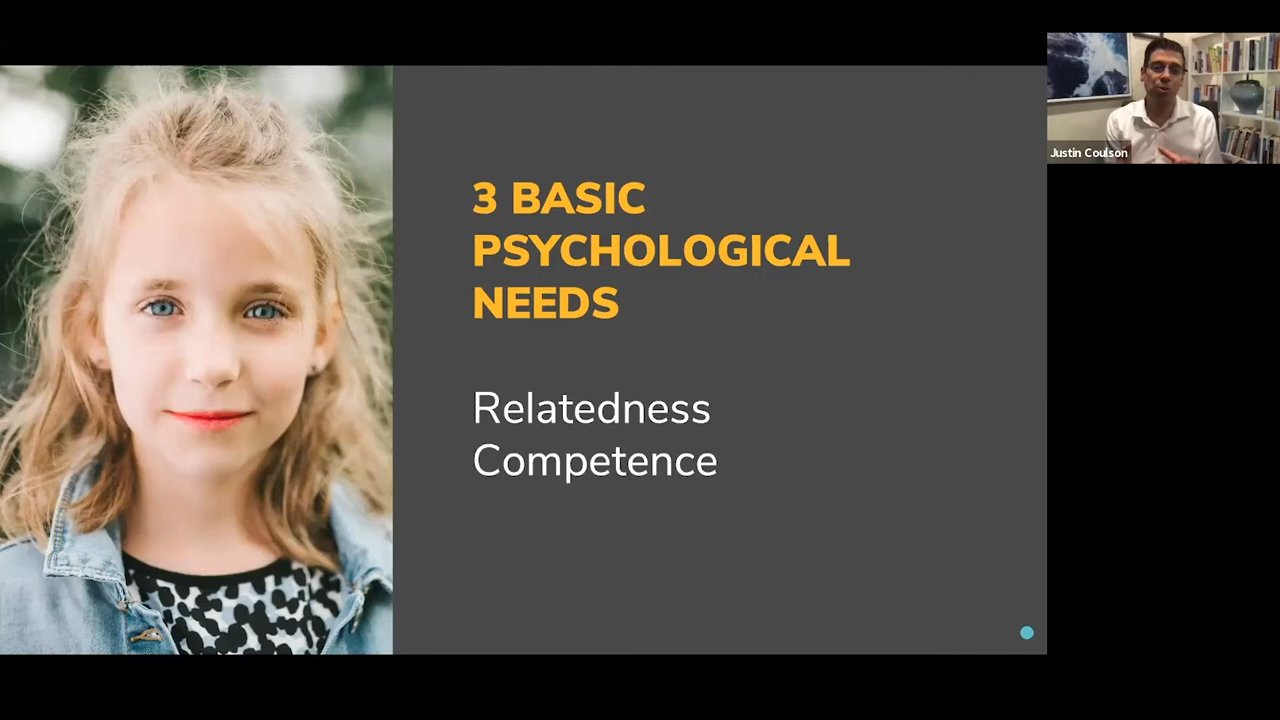 3 BASIC
PSYCHOLOGICAL
NEEDS
Relatedness
Competence
Justin Coulson